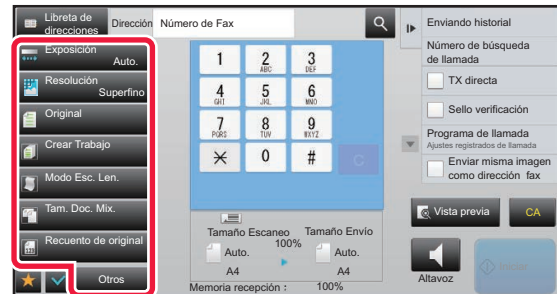 Libreta de
direcciones
Dirección
Número de Fax
Exposición
Auto.
Resolución
Superfino
Original
Crear Trabajo
Modo Esc. Len.
Tam. Doc. Mix.
Recuento de original
Otros
1
2
ABC
3
DEF
4
GHI
5
JKL
6
MNO
7
PQRS
8
TUV
9
WXYZ
0
#
C
Tamaño Escaneo
Tamaño Envío
100%
Auto.
Auto.
A4
A4
Memoria recepción :
100%
Enviando historial
Número de búsqueda
de llamada
TX directa
Sello verificación
Programa de Llamada
Ajustes registrados de llamada
Enviar misma imagen
como dirección fax
Vista previa
CA
Altavoz